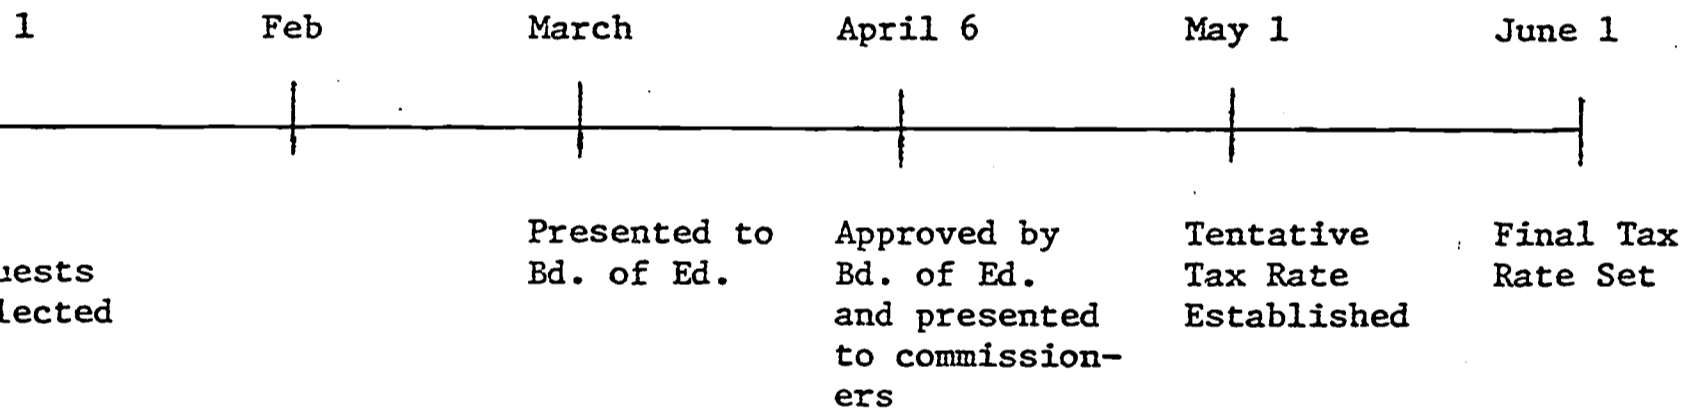 1 Feb March April 6 May 1 June 1
Presented to Approved by Tentative Final Tax
Bd. of Ed. Bd. of Ed. Tax Rate Rate Set
and presented Established
to commission-
ers